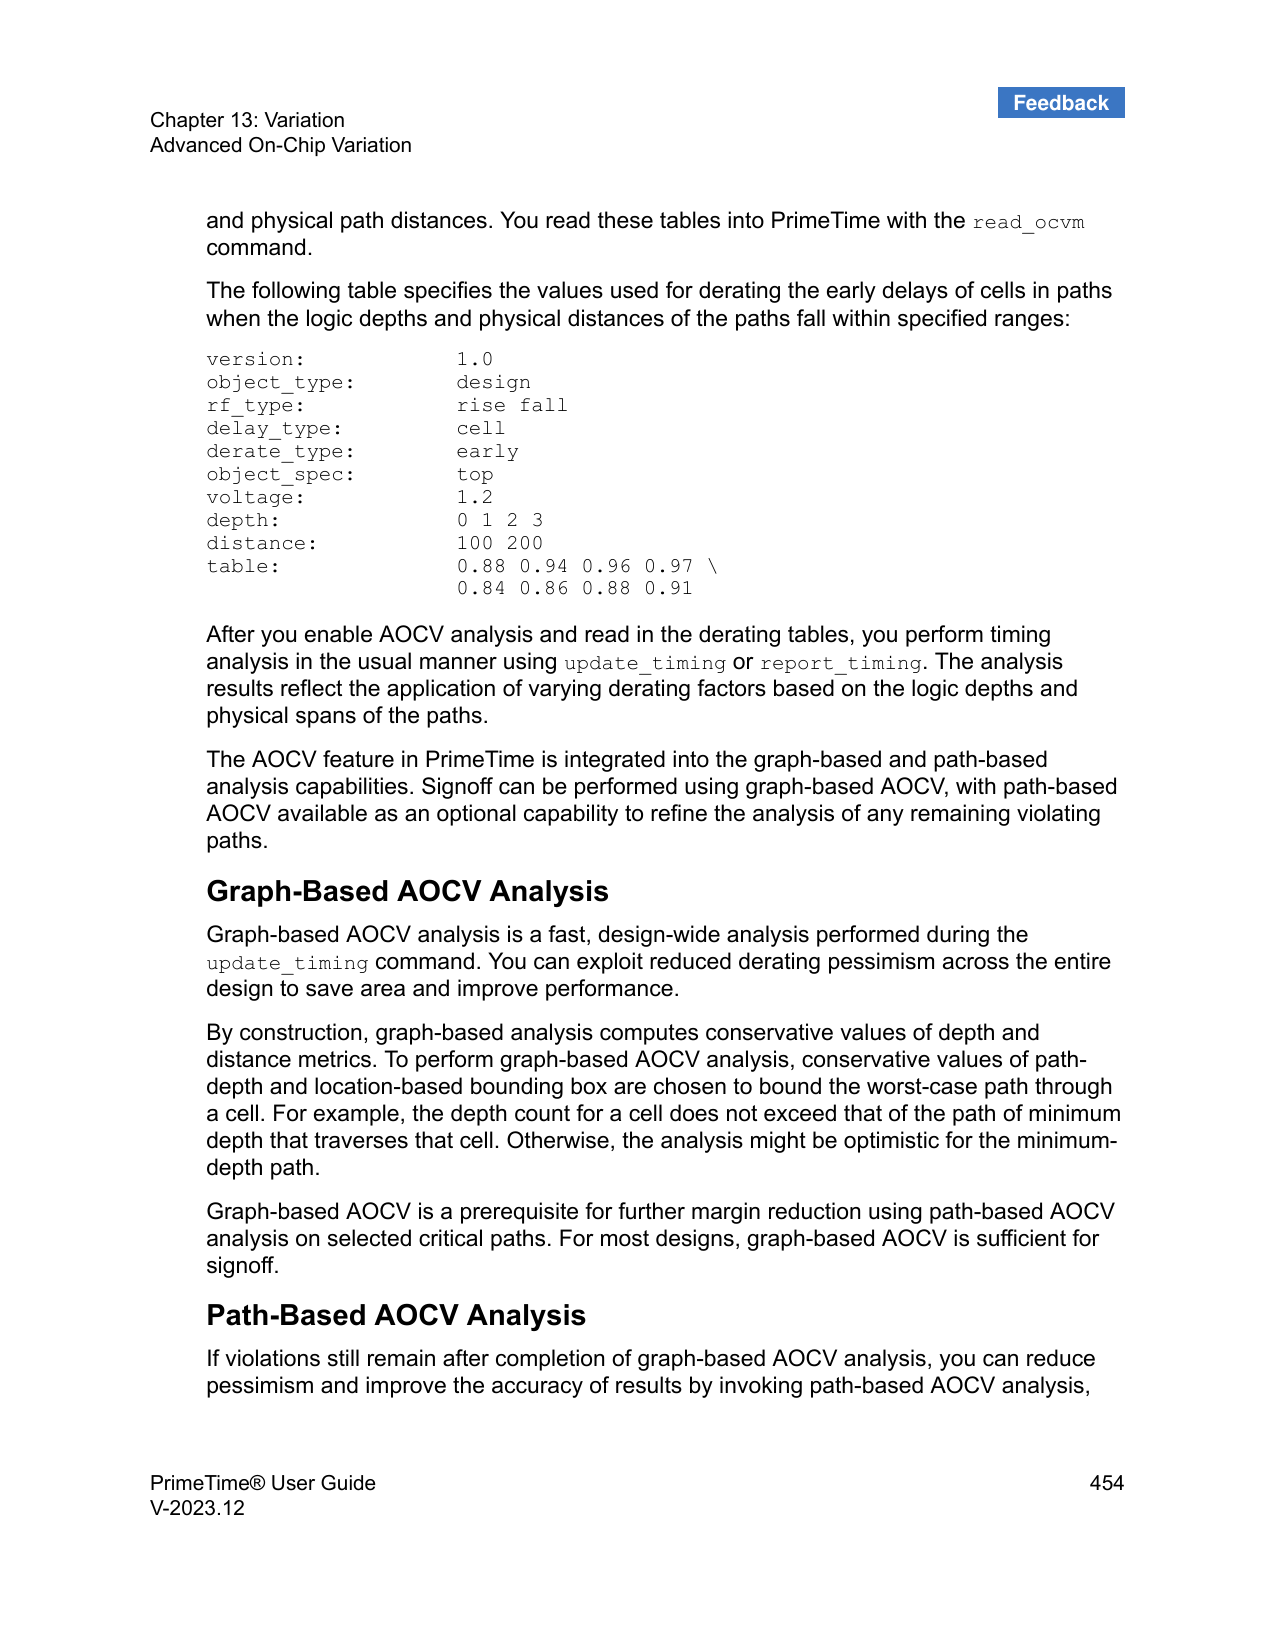 Feedback
Chapter 13: Variation
Advanced On-Chip Variation
and physical path distances. You read these tables into PrimeTime with the read_ocvm
command.
The following table specifies the values used for derating the early delays of cells in paths
when the logic depths and physical distances of the paths fall within specified ranges:
version: 1.0
object_type: design
rf_type: rise fall
delay_type: cell
derate_type: early
object_spec: top
voltage: 1.2
depth: 0 1 2 3
distance: 100 200
table: 0.88 0.94 0.96 0.97 \
0.84 0.86 0.88 0.91
After you enable AOCV analysis and read in the derating tables, you perform timing
analysis in the usual manner using update_timing or report_timing. The analysis
results reflect the application of varying derating factors based on the logic depths and
physical spans of the paths.
The AOCV feature in PrimeTime is integrated into the graph-based and path-based
analysis capabilities. Signoff can be performed using graph-based AOCV, with path-based
AOCV available as an optional capability to refine the analysis of any remaining violating
paths.
Graph-Based AOCV Analysis
Graph-based AOCV analysis is a fast, design-wide analysis performed during the
update_timing command. You can exploit reduced derating pessimism across the entire
design to save area and improve performance.
By construction, graph-based analysis computes conservative values of depth and
distance metrics. To perform graph-based AOCV analysis, conservative values of path-
depth and location-based bounding box are chosen to bound the worst-case path through
a cell. For example, the depth count for a cell does not exceed that of the path of minimum
depth that traverses that cell. Otherwise, the analysis might be optimistic for the minimum-
depth path.
Graph-based AOCV is a prerequisite for further margin reduction using path-based AOCV
analysis on selected critical paths. For most designs, graph-based AOCV is sufficient for
signoff.
Path-Based AOCV Analysis
If violations still remain after completion of graph-based AOCV analysis, you can reduce
pessimism and improve the accuracy of results by invoking path-based AOCV analysis,
PrimeTime® User Guide 454
V-2023.12